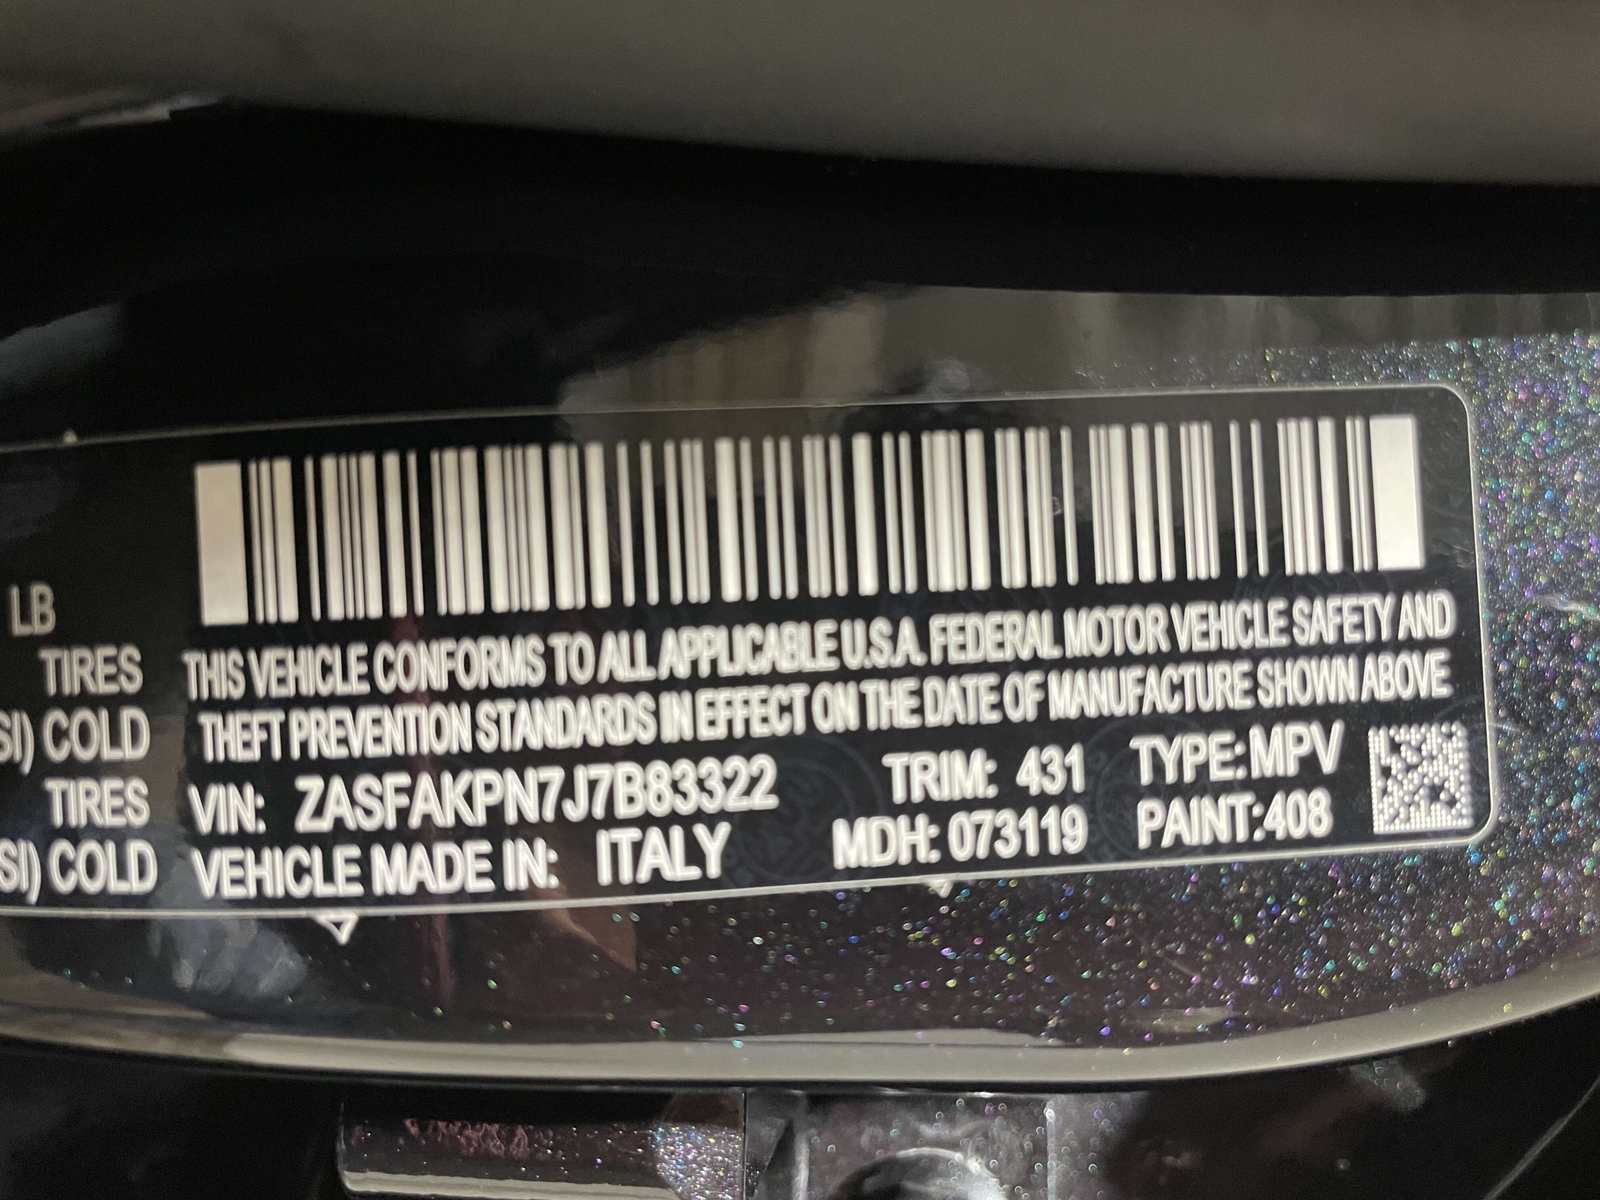 LB
TIRES
SI) COLD
TIRES
SI) COLD
THIS VEHICLE CONFORMS TO ALL APPLICABLE U.S.A. FEDERAL MOTOR VEHICLE SAFETY AND
THEFT PREVENTION STANDARDS IN EFFECT ON THE DATE OF MANUFACTURE SHOWN ABOVE
VIN: ZASFAKPN7J7B83322 TRIM: 431 TYPE: MPV
VEHICLE MADE IN: ITALY MDH: 073119 PAINT:408